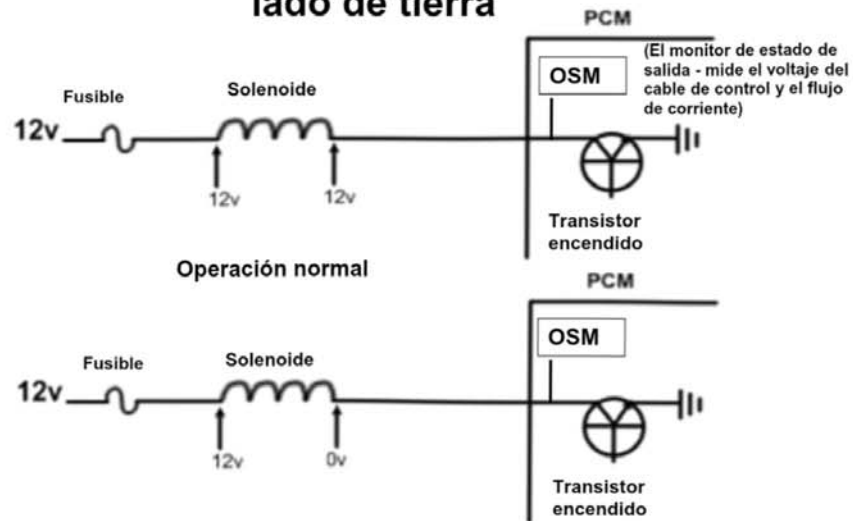 lado de tierra
PCM
(El monitor de estado de
salida - mide el voltaje del
cable de control y el flujo
de corriente)
OSM
Fusible
Solenoide
12v
12v
12v
Transistor
encendido
Operación normal
PCM
OSM
Fusible
Solenoide
12v
12v
0v
Transistor
encendido